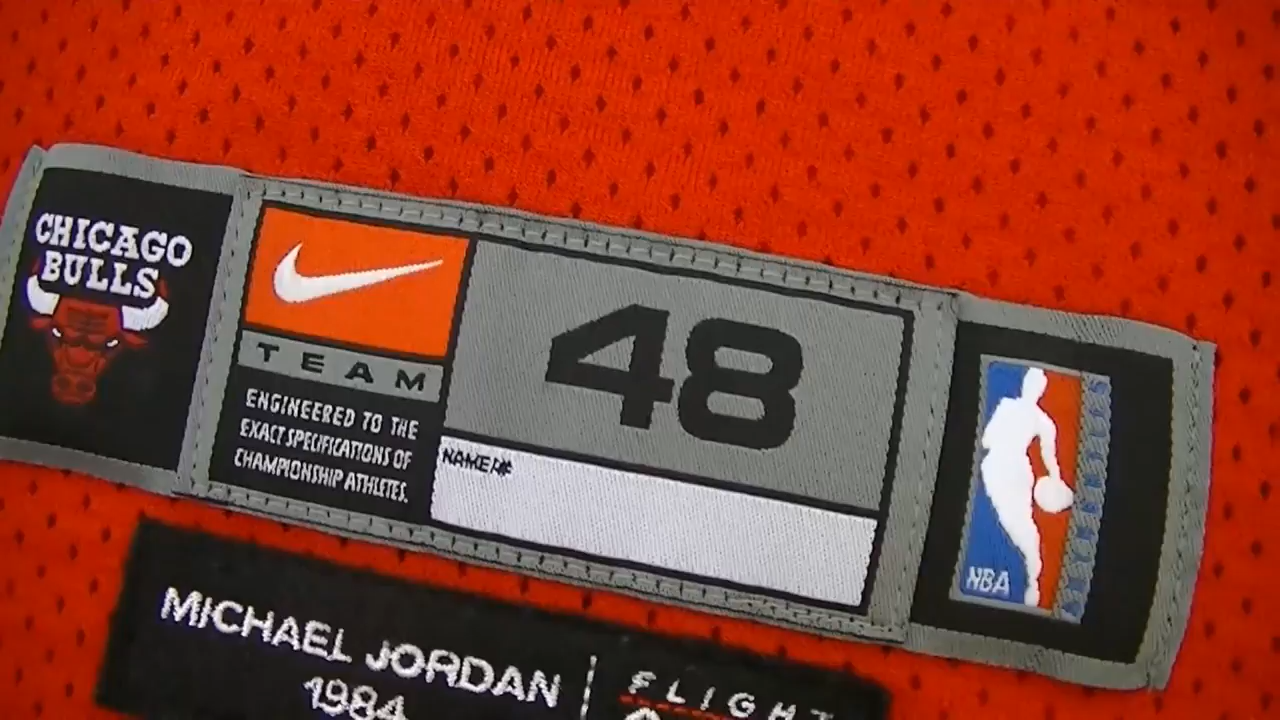 CHICAGO
BULLS
TEAM
ENGINEERED TO THE
EXACT SPECIFICATIONS OF
CHAMPIONSHIP ATHLETES.
48
NAME/#
NBA
MICHAEL JORDAN
1984
FLIGHT